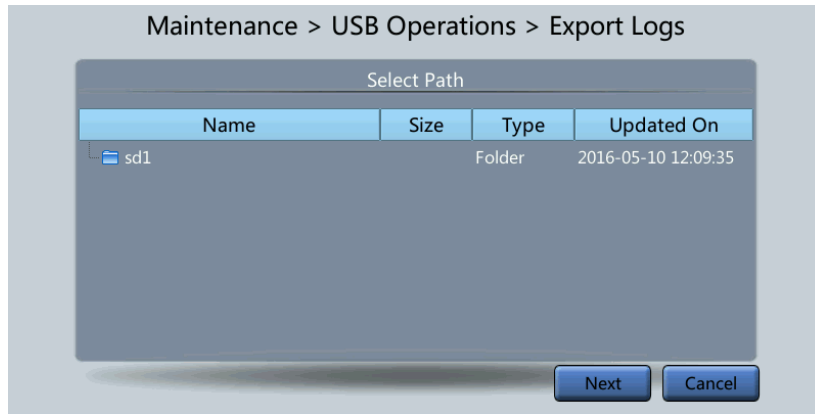 Maintenance > USB Operations > Export Logs
Select Path
Name Size Type Updated On
sd1 Folder 2016-05-10 12:09:35
Next Cancel